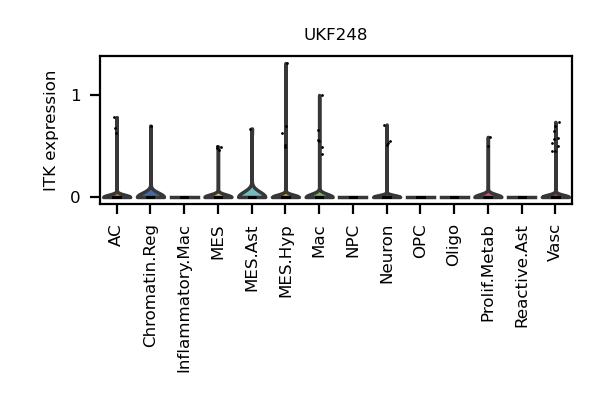 UKF248
ITK expression
1
0
AC
Chromatin.Reg
Inflammatory.Mac
MES
MES.Ast
MES.Hyp
Mac
NPC
Neuron
OPC
Oligo
Prolif.Metab
Reactive.Ast
Vasc